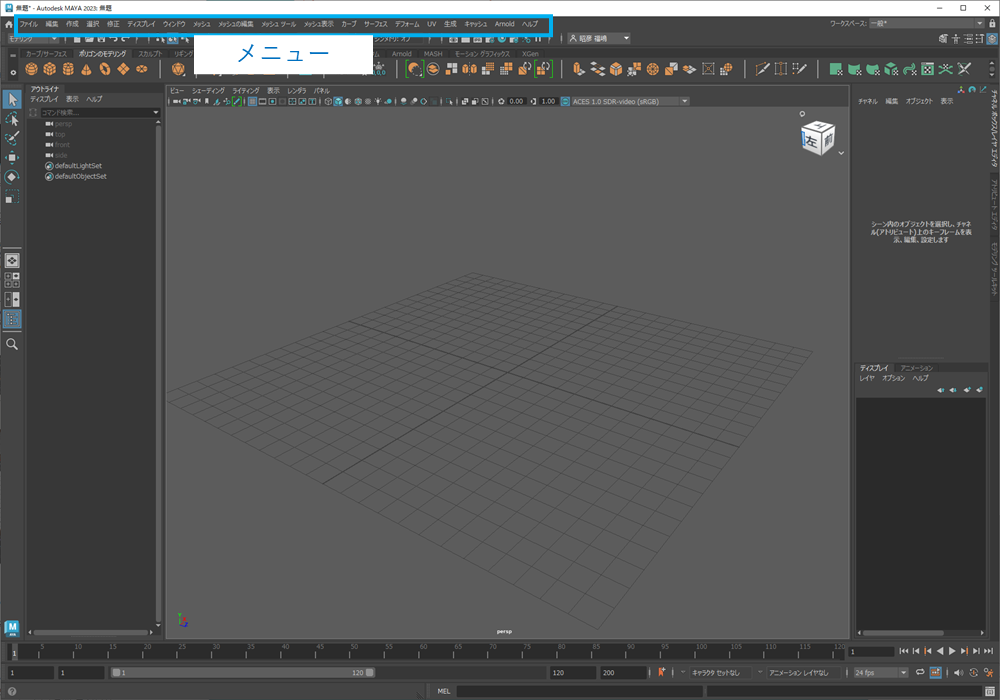 無題* - Autodesk MAYA 2023: 無題
ファイル 編集 作成 選択 修正 ディスプレイ ウィンドウ メッシュ メッシュの編集 メッシュ ツール メッシュ表示 カーブ サーフェス デフォーム UV 生成 キャッシュ Arnold ヘルプ
ワークスペース: 一般*
メニュー
モデリング
昭彦 福嶋
カーブ/サーフェス ポリゴンのモデリング スカルプト リギング Arnold MASH モーション グラフィックス XGen
アウトライナ
ディスプレイ 表示 ヘルプ
コマンド検索...
persp
top
front
side
defaultLightSet
defaultObjectSet
ビュー シェーディング ライティング 表示 レンダラ パネル
0.00 1.00 ACES 1.0 SDR-video (sRGB)
上
左
前
persp
チャネル 編集 オブジェクト 表示
シーン内のオブジェクトを選択し、チャネ
ル(アトリビュート)上のキーフレームを表
示、編集、設定します
チャネル ボックス/レイヤ エディタ
アトリビュート エディタ
モデリング ツールキット
ディスプレイ アニメーション
レイヤ オプション ヘルプ
M
1 5 10 15 20 25 30 35 40 45 50 55 60 65 70 75 80 85 90 95 100 105 110 115 120
1
1 1 1 120 120 200 キャラクタ セットなし アニメーション レイヤなし 24 fps
MEL